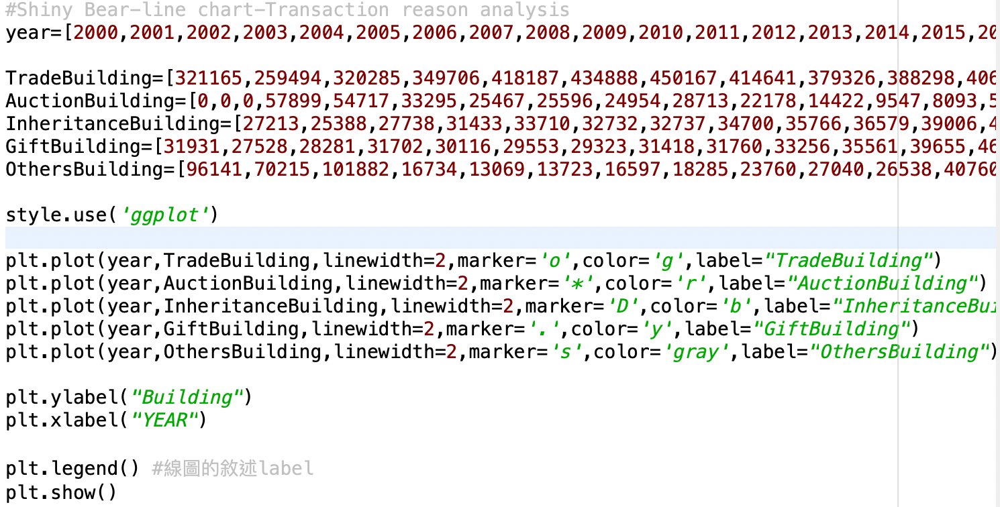 #Shiny Bear-line chart-Transaction reason analysis
year=[2000,2001,2002,2003,2004,2005,2006,2007,2008,2009,2010,2011,2012,2013,2014,2015,20
TradeBuilding=[321165,259494,320285,349706,418187,434888,450167,414641,379326,388298,406
AuctionBuilding=[0,0,0,57899,54717,33295,25467,25596,24954,28713,22178,14422,9547,8093,5
InheritanceBuilding=[27213,25388,27738,31433,33710,32732,32737,34700,35766,36579,39006,4
GiftBuilding=[31931,27528,28281,31702,30116,29553,29323,31418,31760,33256,35561,39655,46
OthersBuilding=[96141,70215,101882,16734,13069,13723,16597,18285,23760,27040,26538,40760
style.use('ggplot')
plt.plot(year,TradeBuilding,linewidth=2,marker='o',color='g',label="TradeBuilding")
plt.plot(year,AuctionBuilding,linewidth=2,marker='*',color='r',label="AuctionBuilding")
plt.plot(year,InheritanceBuilding,linewidth=2,marker='D',color='b',label="InheritanceBui
plt.plot(year,GiftBuilding,linewidth=2,marker='.',color='y',label="GiftBuilding")
plt.plot(year,OthersBuilding,linewidth=2,marker='s',color='gray',label="OthersBuilding")
plt.ylabel("Building")
plt.xlabel("YEAR")
plt.legend() #線圖的敘述label
plt.show()